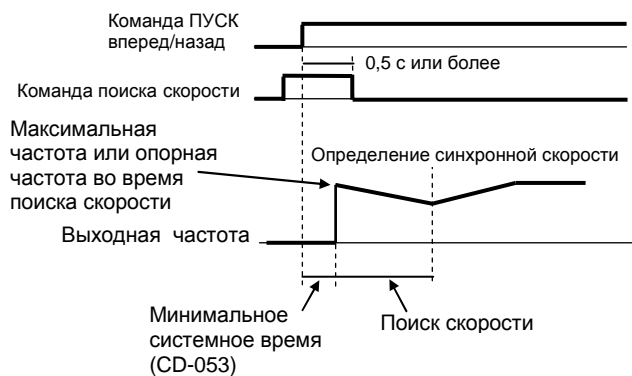 Команда ПУСК
вперед/назад
0,5 с или более
Команда поиска скорости
Максимальная
частота или опорная
частота во время
поиска скорости
Определение синхронной скорости
Выходная частота
Минимальное
системное время
(CD-053)
Поиск скорости